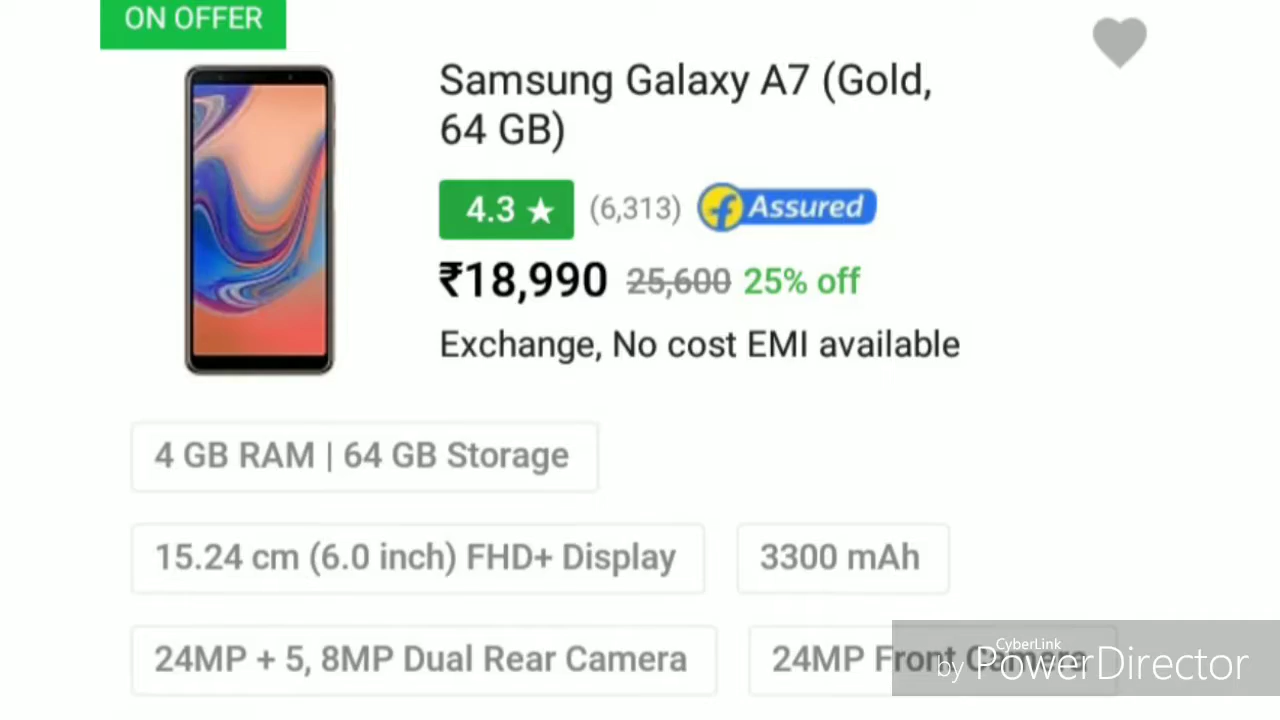 ON OFFER
Samsung Galaxy A7 (Gold,
64 GB)
4.3 ★ (6,313) f Assured
₹18,990 25,600 25% off
Exchange, No cost EMI available
4 GB RAM | 64 GB Storage
15.24 cm (6.0 inch) FHD+ Display 3300 mAh
24MP + 5, 8MP Dual Rear Camera 24MP Front Camera
CyberLink
by PowerDirector